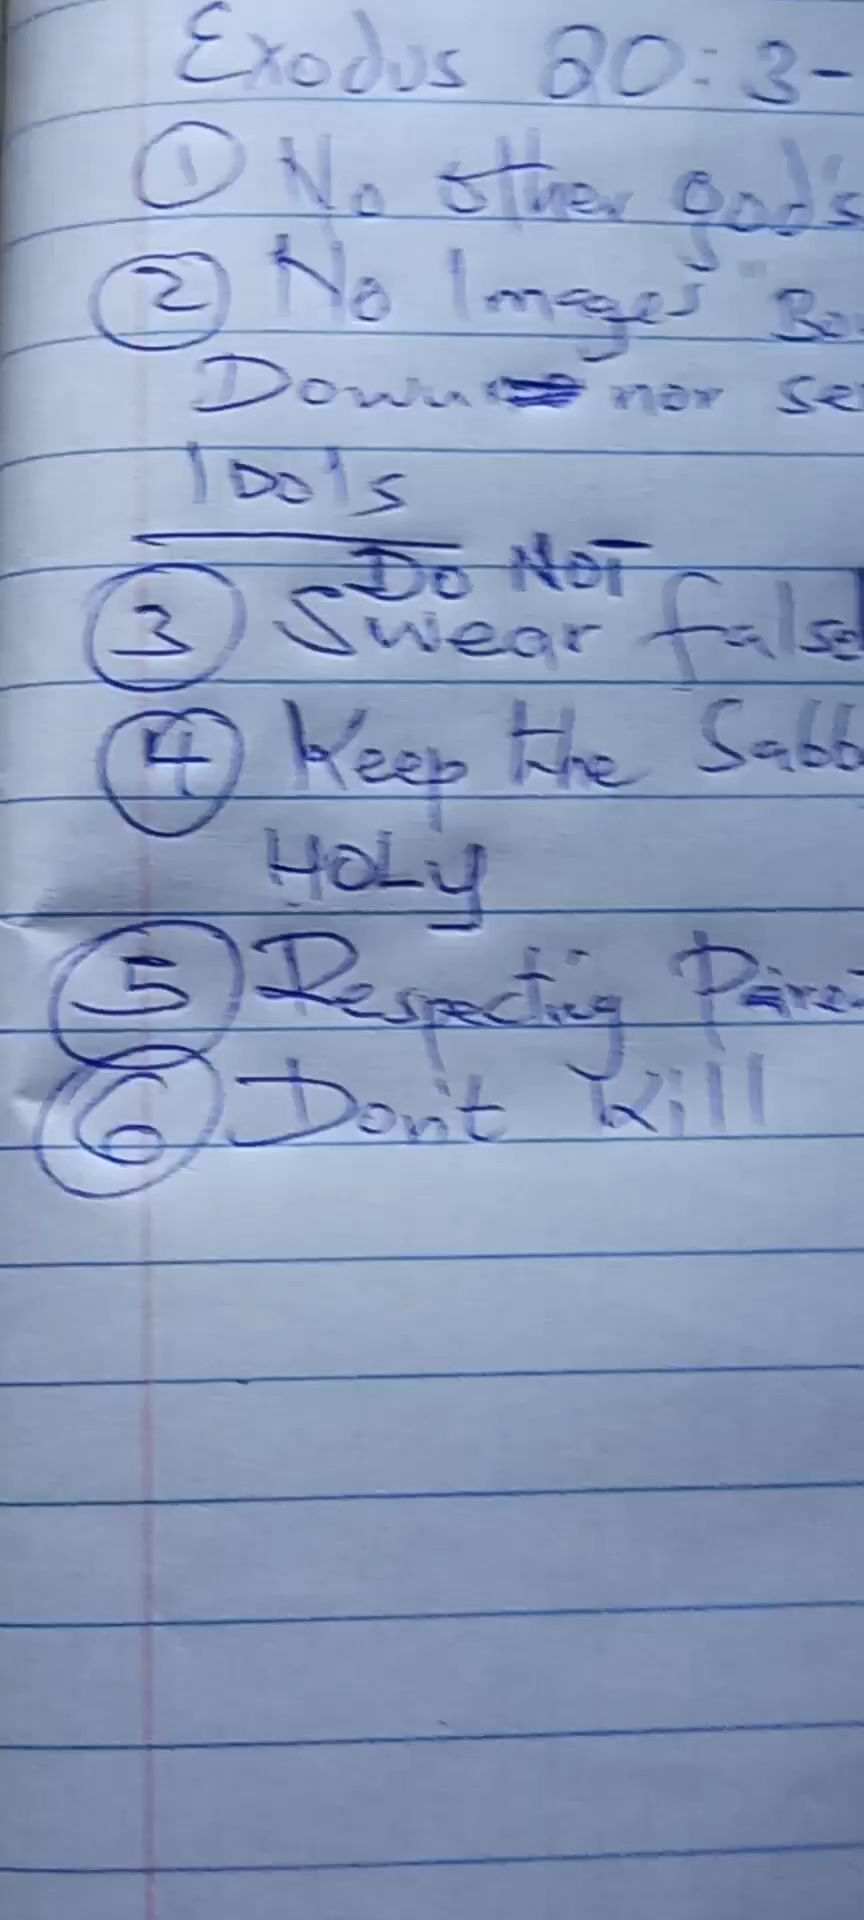 Exodus 20:3-
① No other god's
② No Images Bo
Down nor se
IDols
Do NOT
③ Swear false
④ Keep the Sabb
HOLY
⑤ Respecting Pare
⑥ Don't kill